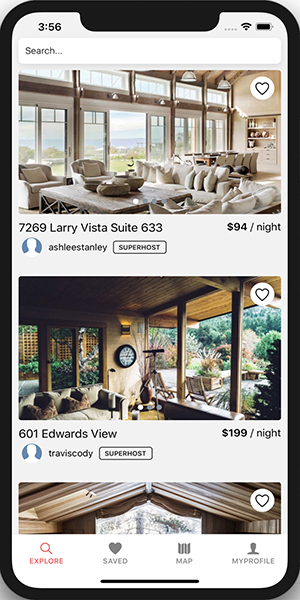 3:56
Search...
7269 Larry Vista Suite 633
$94 / night
ashleestanley SUPERHOST
601 Edwards View
$199 / night
traviscody SUPERHOST
EXPLORE SAVED MAP MYPROFILE